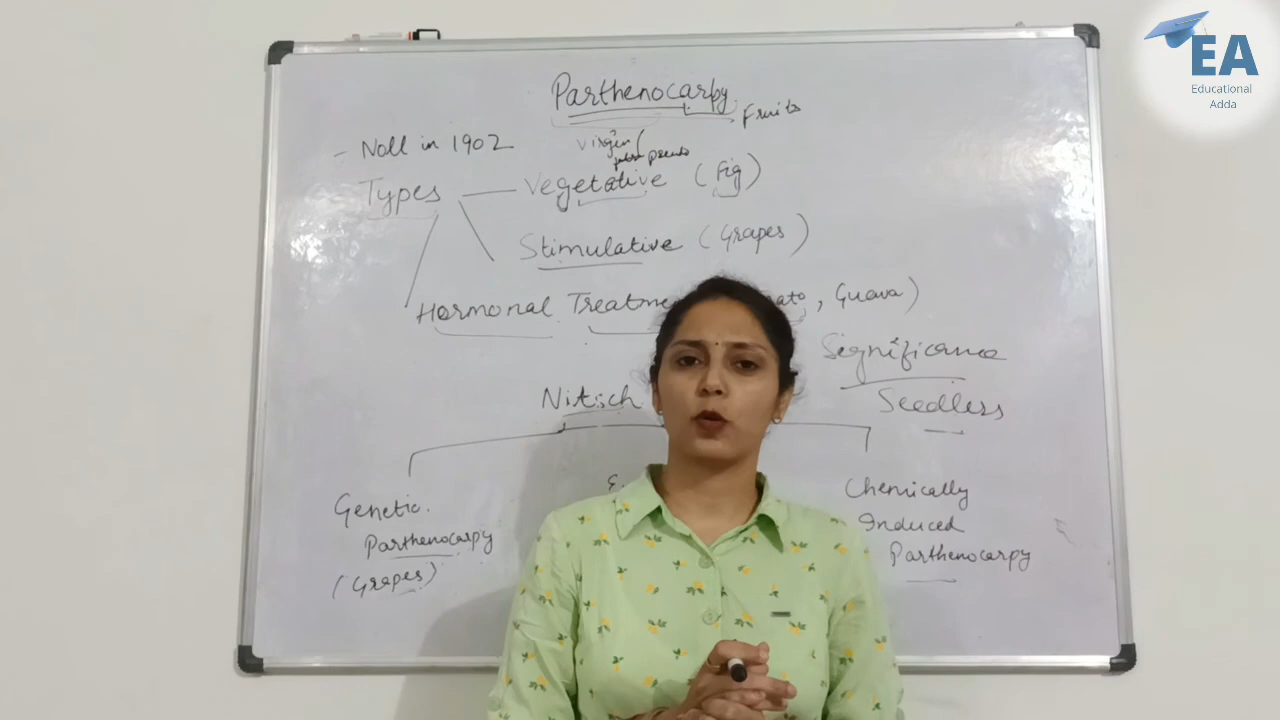 EA
Educational
Adda
Parthenocarpy
Fruits
- Noll in 1902
Virgin
pseudo
Types
Vegetative (Fig)
Stimulative (Grapes)
Hormonal Treatme , Guava)
Significance
Seedless
Nitsch
Genetic.
Parthenocarpy
(Grapes)
Chemically
Induced
Parthenocarpy